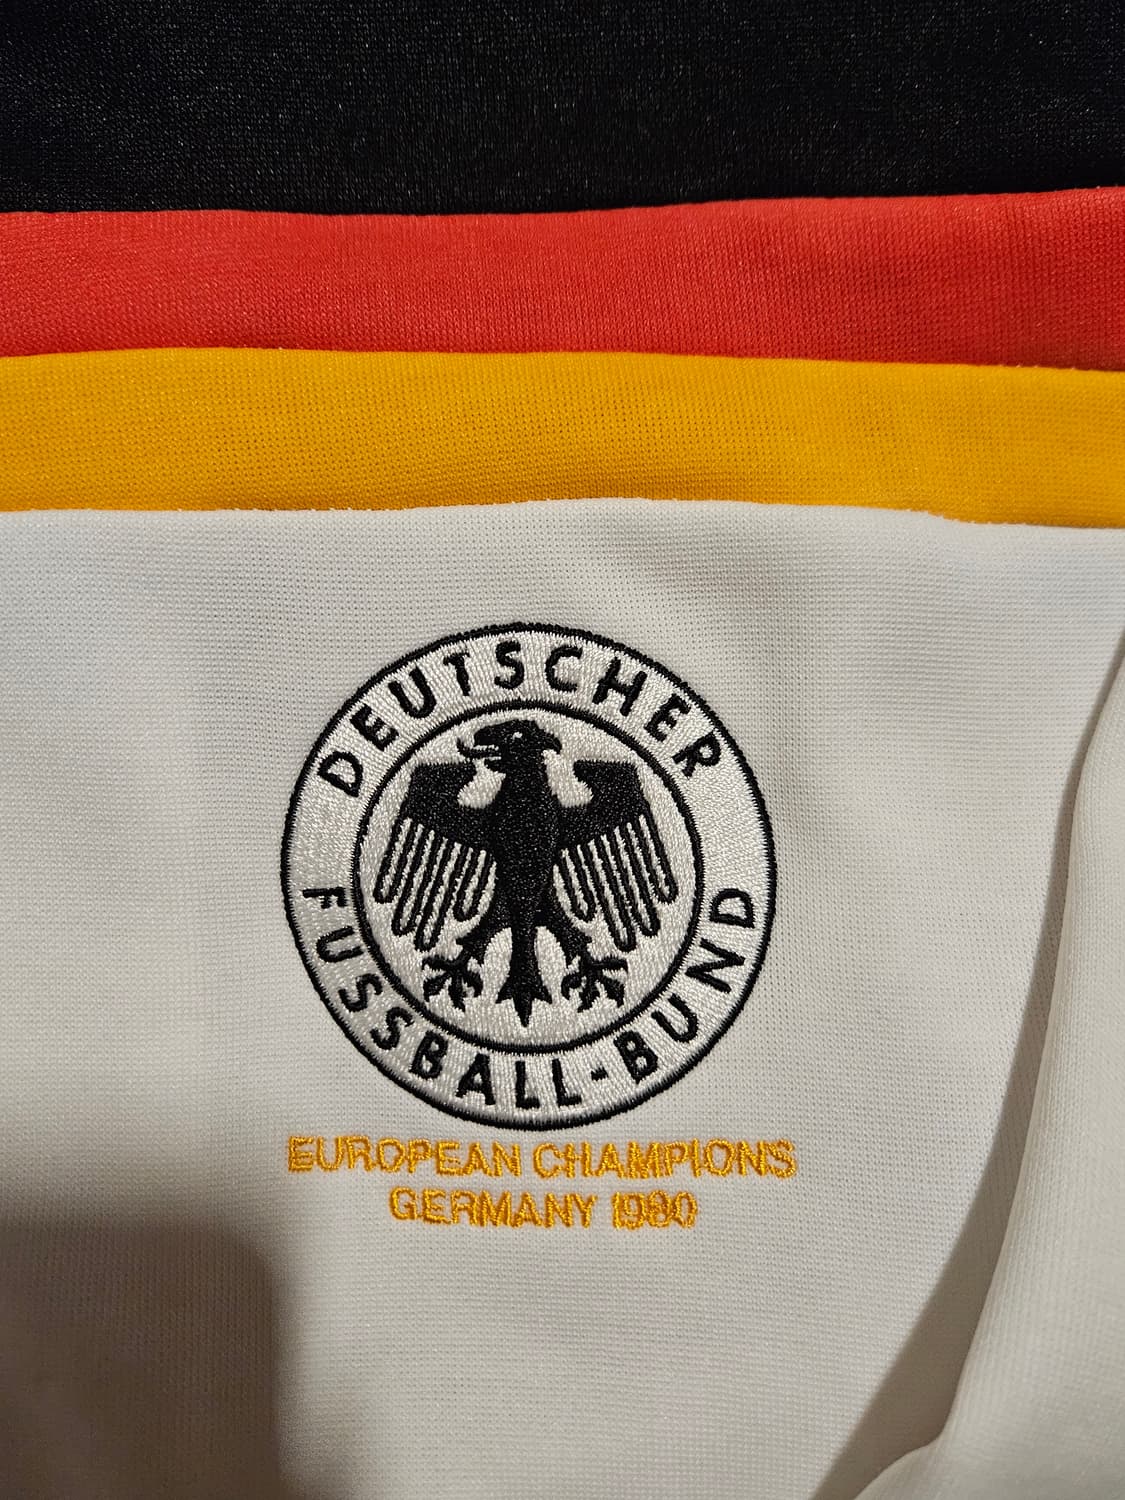 DEUTSCHER
FUSSBALL-BUND
EUROPEAN CHAMPIONS
GERMANY 1980